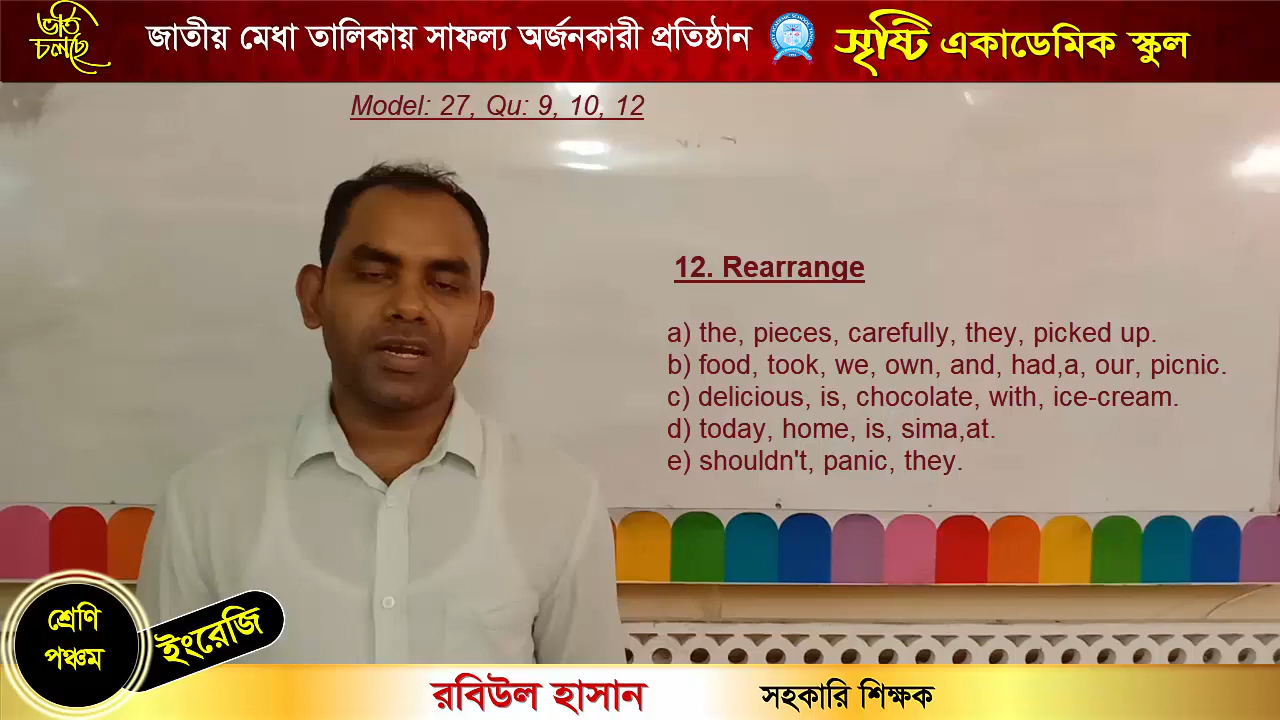 ভর্তি
চলছে
জাতীয় মেধা তালিকায় সাফল্য অর্জনকারী প্রতিষ্ঠান
সৃষ্টি একাডেমিক স্কুল
Model: 27, Qu: 9, 10, 12
12. Rearrange
a) the, pieces, carefully, they, picked up.
b) food, took, we, own, and, had,a, our, picnic.
c) delicious, is, chocolate, with, ice-cream.
d) today, home, is, sima,at.
e) shouldn't, panic, they.
শ্রেণি
পঞ্চম
ইংরেজি
রবিউল হাসান
সহকারি শিক্ষক